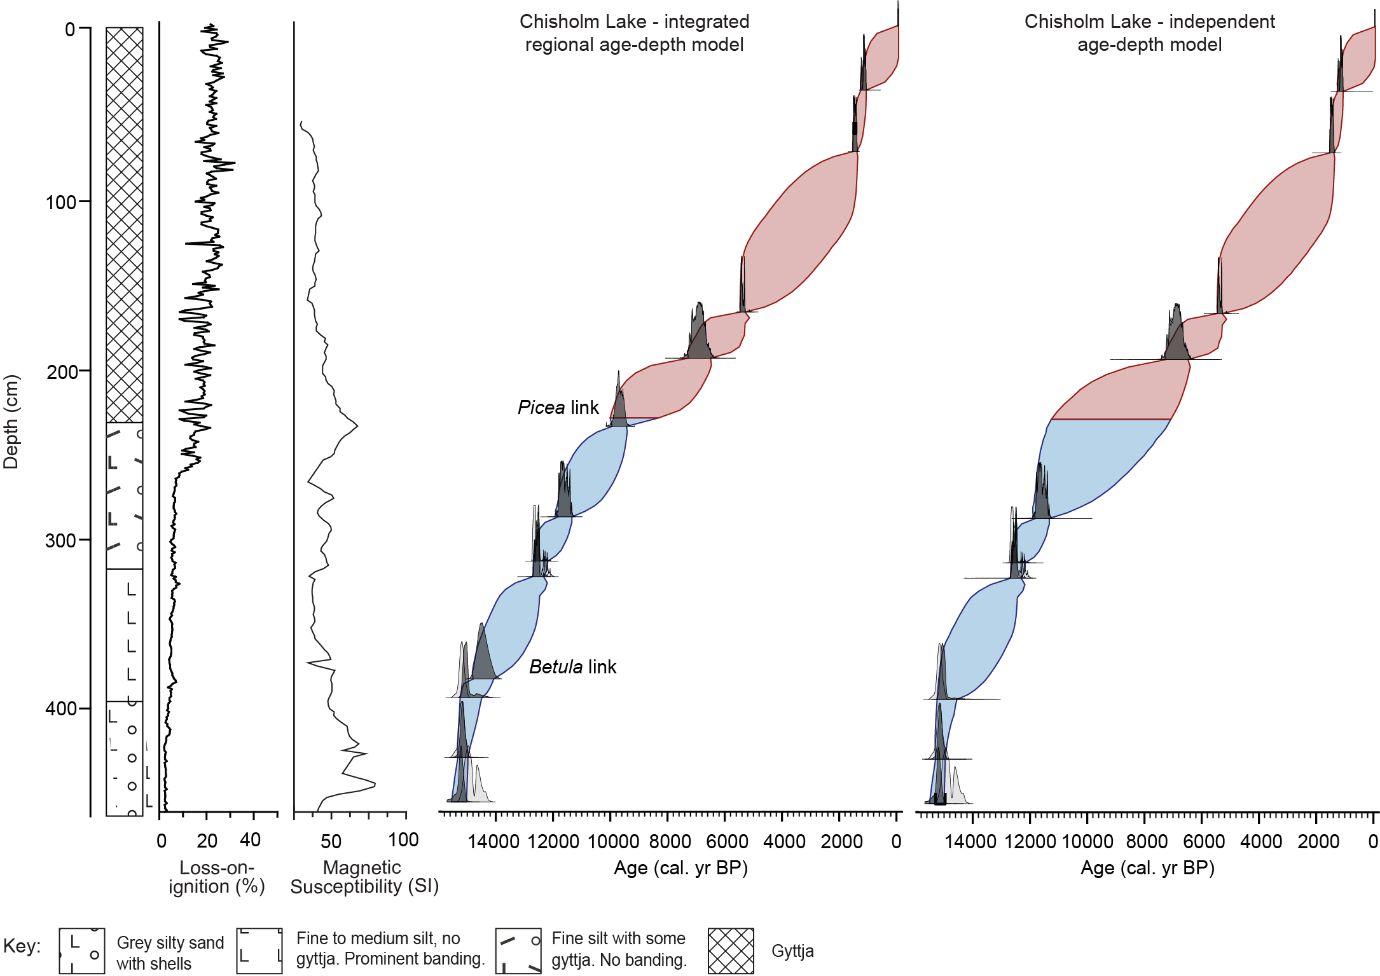 Chisholm Lake - integrated
regional age-depth model
Chisholm Lake - independent
age-depth model
0
100
200
300
400
Depth (cm)
Picea link
Betula link
0 20 40
Loss-on-
ignition (%)
50 100
Magnetic
Susceptibility (SI)
14000 12000 10000 8000 6000 4000 2000 0
Age (cal. yr BP)
14000 12000 10000 8000 6000 4000 2000 0
Age (cal. yr BP)
Key:
Grey silty sand
with shells
Fine to medium silt, no
gyttja. Prominent banding.
Fine silt with some
gyttja. No banding.
Gyttja